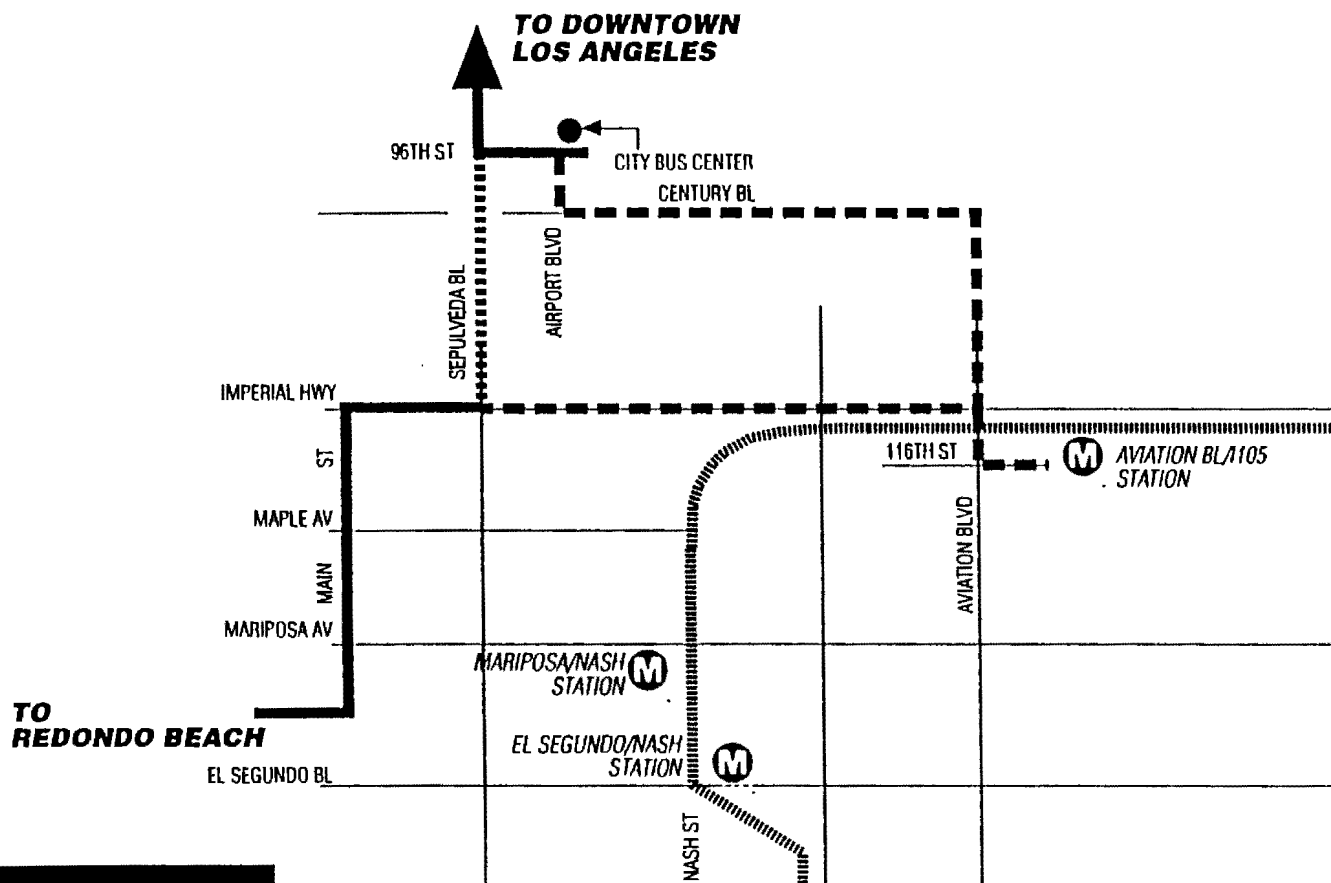 TO DOWNTOWN
LOS ANGELES
96TH ST
CITY BUS CENTER
CENTURY BL
AIRPORT BLVD
SEPULVEDA BL
IMPERIAL HWY
116TH ST
M
AVIATION BL/I105
STATION
ST
MAPLE AV
AVIATION BLVD
MAIN
MARIPOSA AV
MARIPOSA/NASH
STATION
M
TO
REDONDO BEACH
EL SEGUNDO/NASH
STATION
M
EL SEGUNDO BL
NASH ST